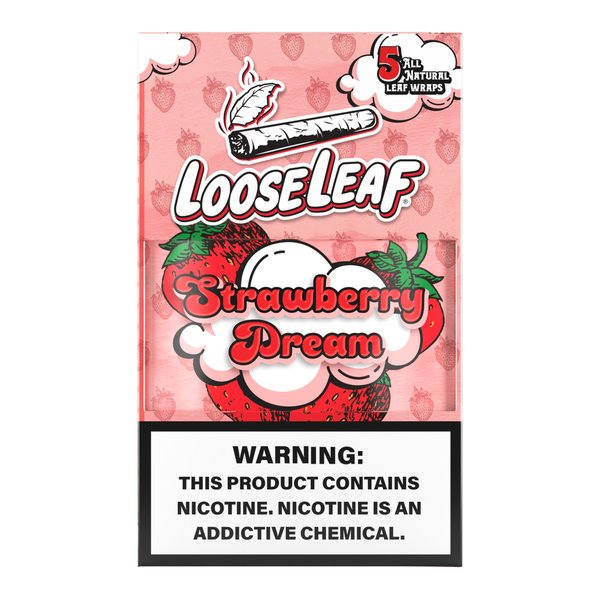 5 ALL
NATURAL
LEAF WRAPS
LOOSELEAF®
Strawberry
Dream
WARNING:
THIS PRODUCT CONTAINS
NICOTINE. NICOTINE IS AN
ADDICTIVE CHEMICAL.